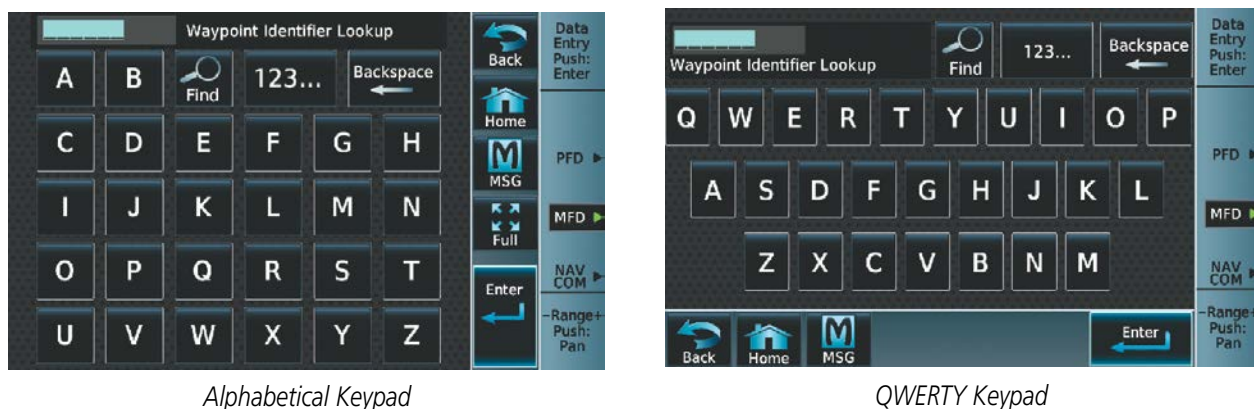 Waypoint Identifier Lookup
A B Find 123... Backspace
C D E F G H
I J K L M N
O P Q R S T
U V W X Y Z
Back
Home
MSG
Full
Enter
Data
Entry
Push:
Enter
PFD
MFD
NAV
COM
-Range+
Push:
Pan
Alphabetical Keypad
Waypoint Identifier Lookup
Find 123... Backspace
Q W E R T Y U I O P
A S D F G H J K L
Z X C V B N M
Back Home MSG Enter
Data
Entry
Push:
Enter
PFD
MFD
NAV
COM
-Range+
Push:
Pan
QWERTY Keypad